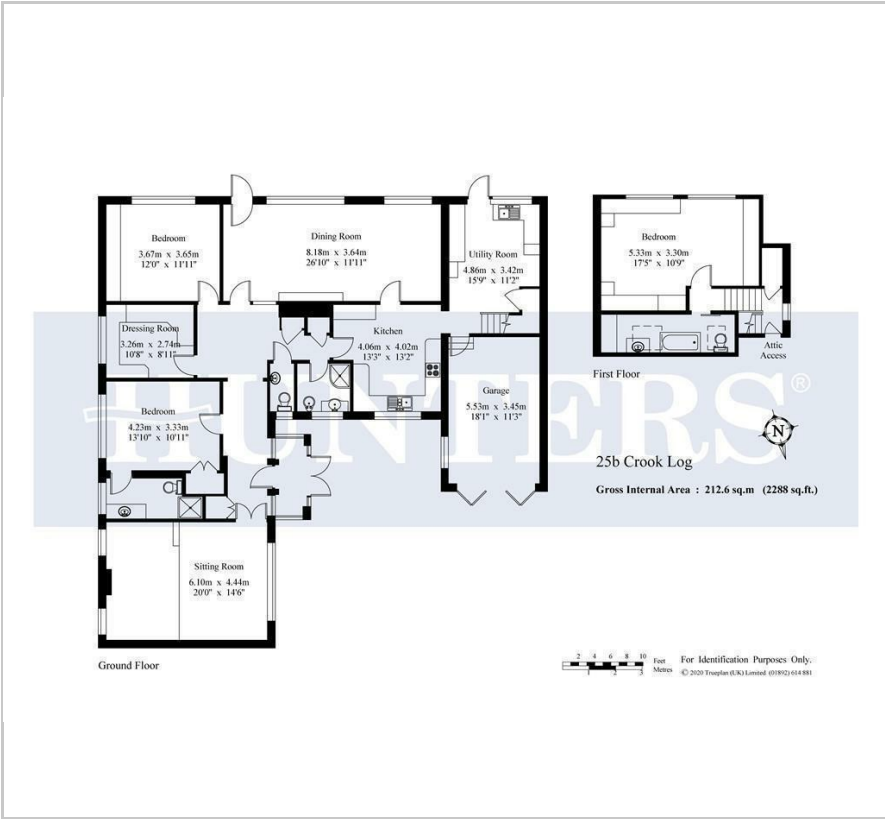 Bedroom
3.67m x 3.65m
12'0" x 11'11"
Dining Room
8.18m x 3.64m
26'10" x 11'11"
Utility Room
4.86m x 3.42m
15'9" x 11'2"
Bedroom
5.33m x 3.30m
17'5" x 10'9"
Dressing Room
3.26m x 2.74m
10'8" x 8'11"
Kitchen
4.06m x 4.02m
13'3" x 13'2"
Attic
Access
First Floor
Garage
5.53m x 3.45m
18'1" x 11'3"
Bedroom
4.23m x 3.33m
13'10" x 10'11"
HUNTERS®
N
25b Crook Log
Gross Internal Area : 212.6 sq.m (2288 sq.ft.)
Sitting Room
6.10m x 4.44m
20'0" x 14'6"
Ground Floor
2 4 6 8 10 Feet
1 2 3 Metres
For Identification Purposes Only.
© 2020 Trueplan (UK) Limited (01892) 614 881